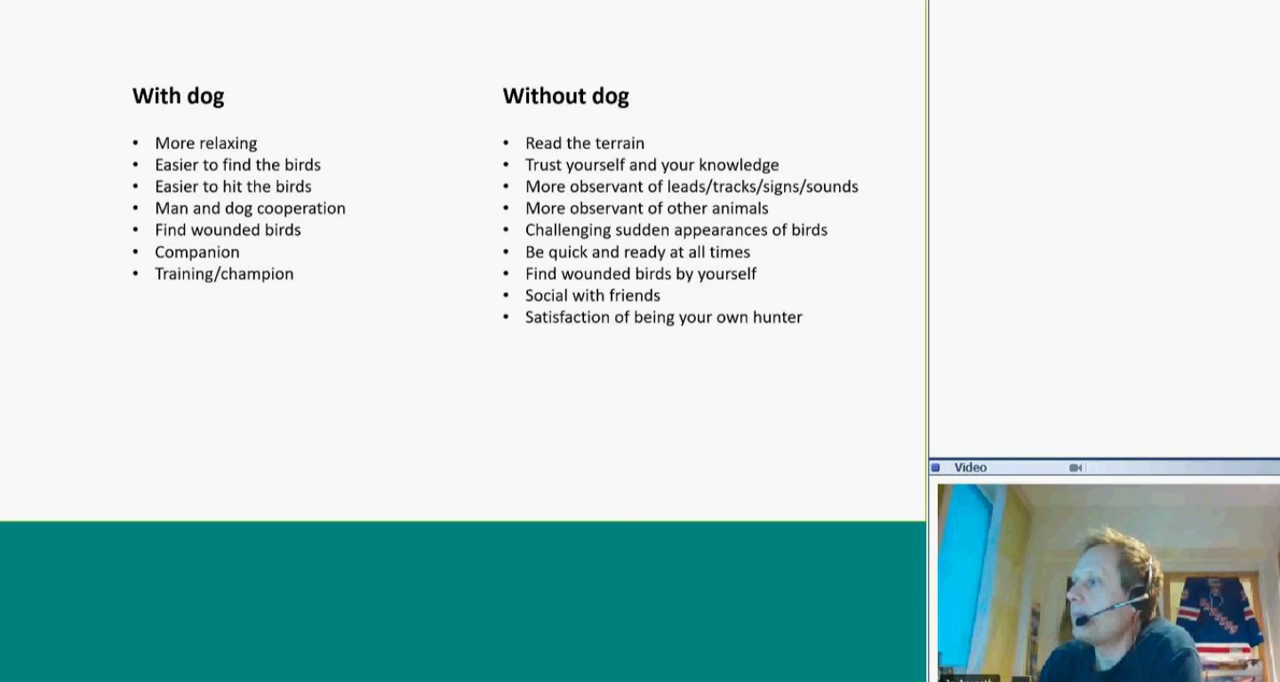 With dog
• More relaxing
• Easier to find the birds
• Easier to hit the birds
• Man and dog cooperation
• Find wounded birds
• Companion
• Training/champion
Without dog
• Read the terrain
• Trust yourself and your knowledge
• More observant of leads/tracks/signs/sounds
• More observant of other animals
• Challenging sudden appearances of birds
• Be quick and ready at all times
• Find wounded birds by yourself
• Social with friends
• Satisfaction of being your own hunter
Video
RANGERS